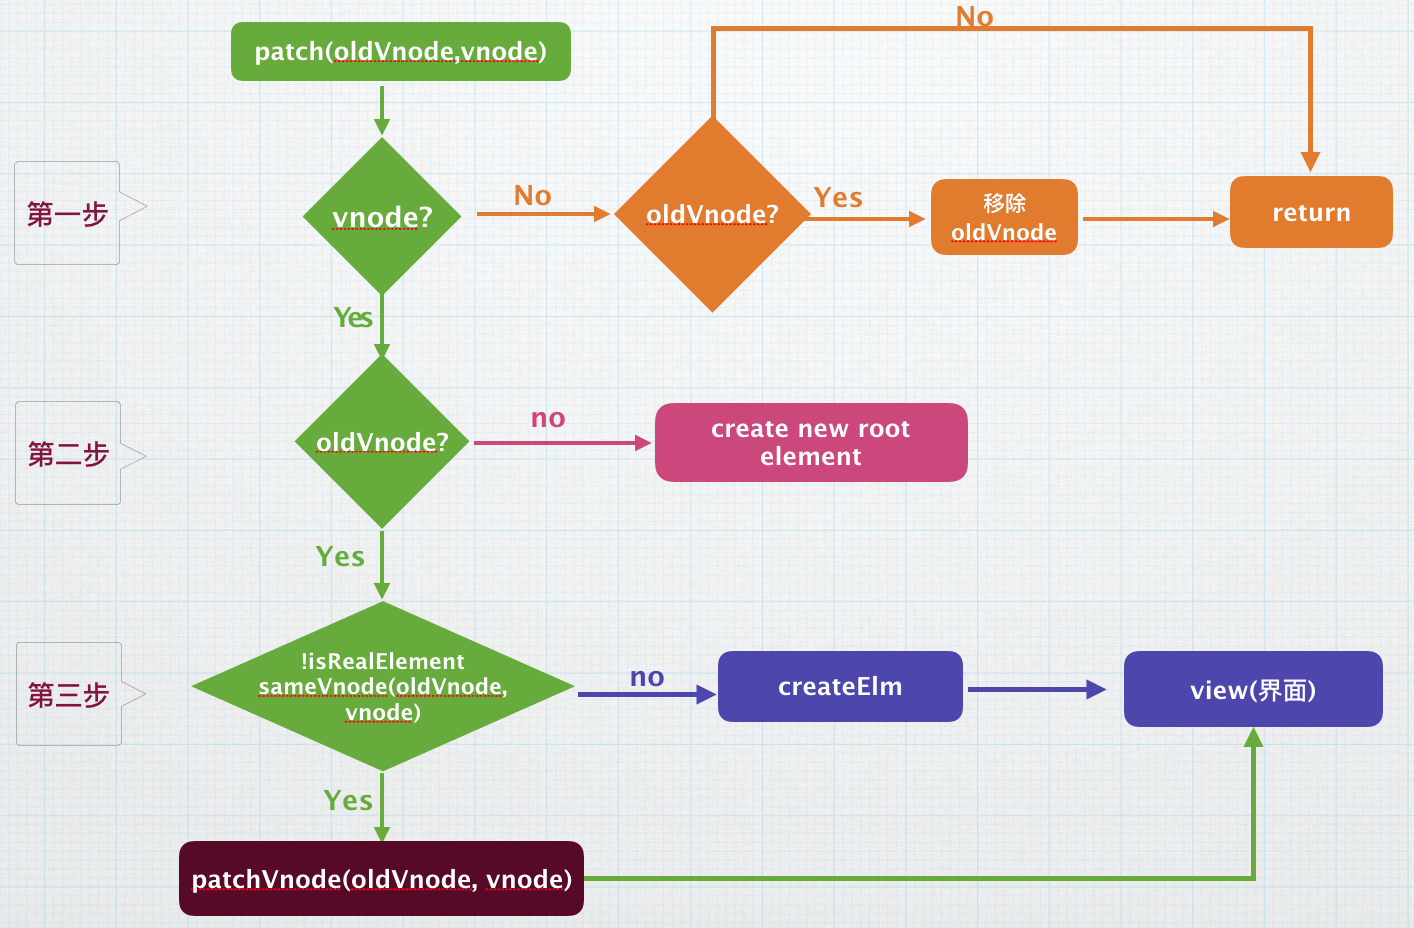 No
patch(oldVnode,vnode)
第一步
vnode?
No
oldVnode?
Yes
移除
oldVnode
return
Yes
第二步
oldVnode?
no
create new root
element
Yes
第三步
!isRealElement
sameVnode(oldVnode,
vnode)
no
createElm
view(界面)
Yes
patchVnode(oldVnode, vnode)